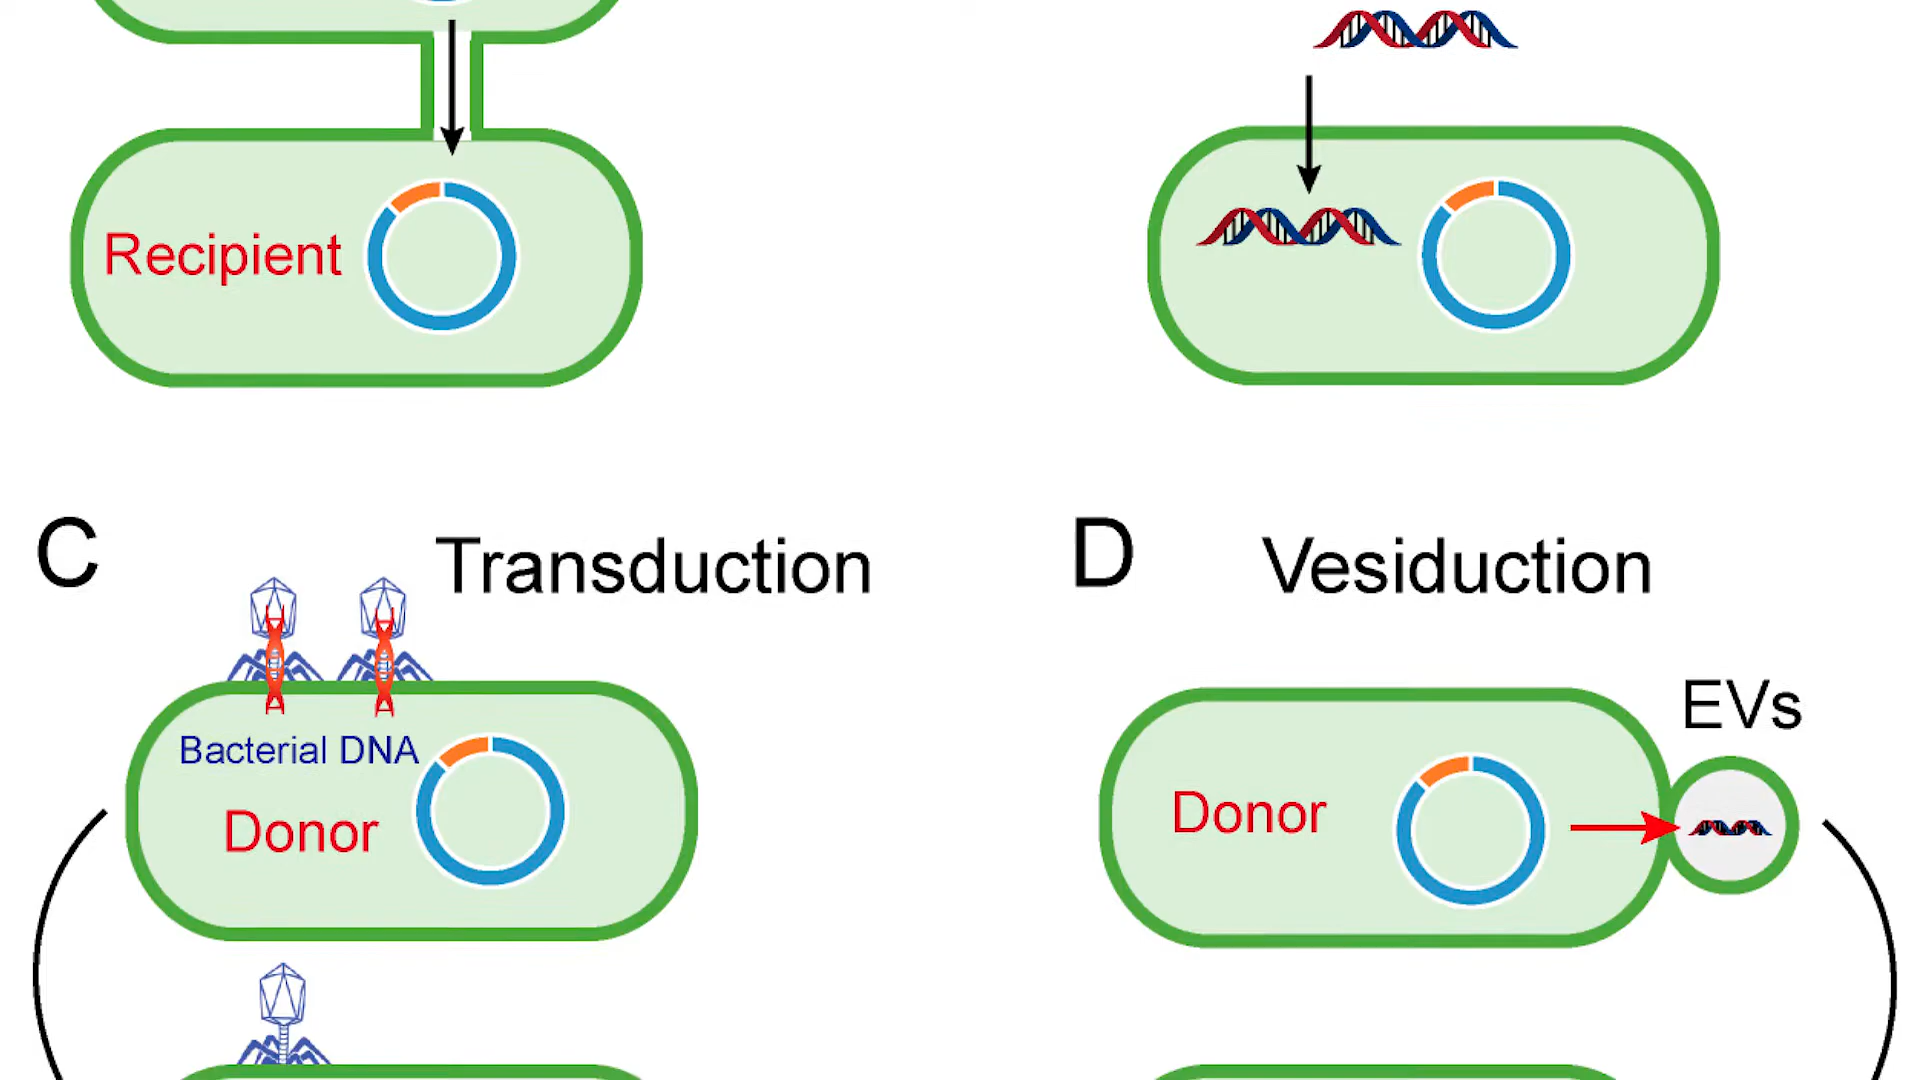 Recipient
C
Transduction
D
Vesiduction
Bacterial DNA
Donor
EVs
Donor